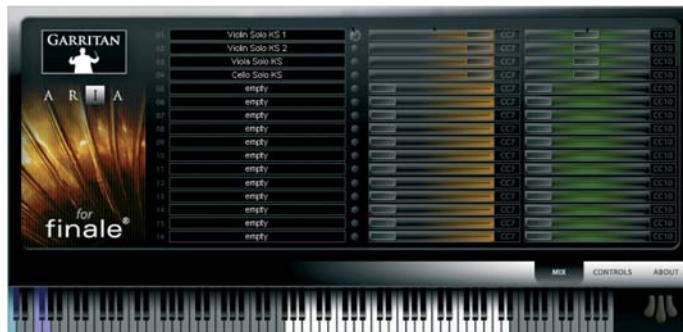 GARRITAN
ARIA
for
finale®
01 Violin Solo KS 1 CC7 CC10
02 Violin Solo KS 2 CC7 CC10
03 Viola Solo KS CC7 CC10
04 Cello Solo KS CC7 CC10
05 empty CC7 CC10
06 empty CC7 CC10
07 empty CC7 CC10
08 empty CC7 CC10
09 empty CC7 CC10
10 empty CC7 CC10
11 empty CC7 CC10
12 empty CC7 CC10
13 empty CC7 CC10
14 empty CC7 CC10
15 empty CC7 CC10
16 empty CC7 CC10
MIX CONTROLS ABOUT